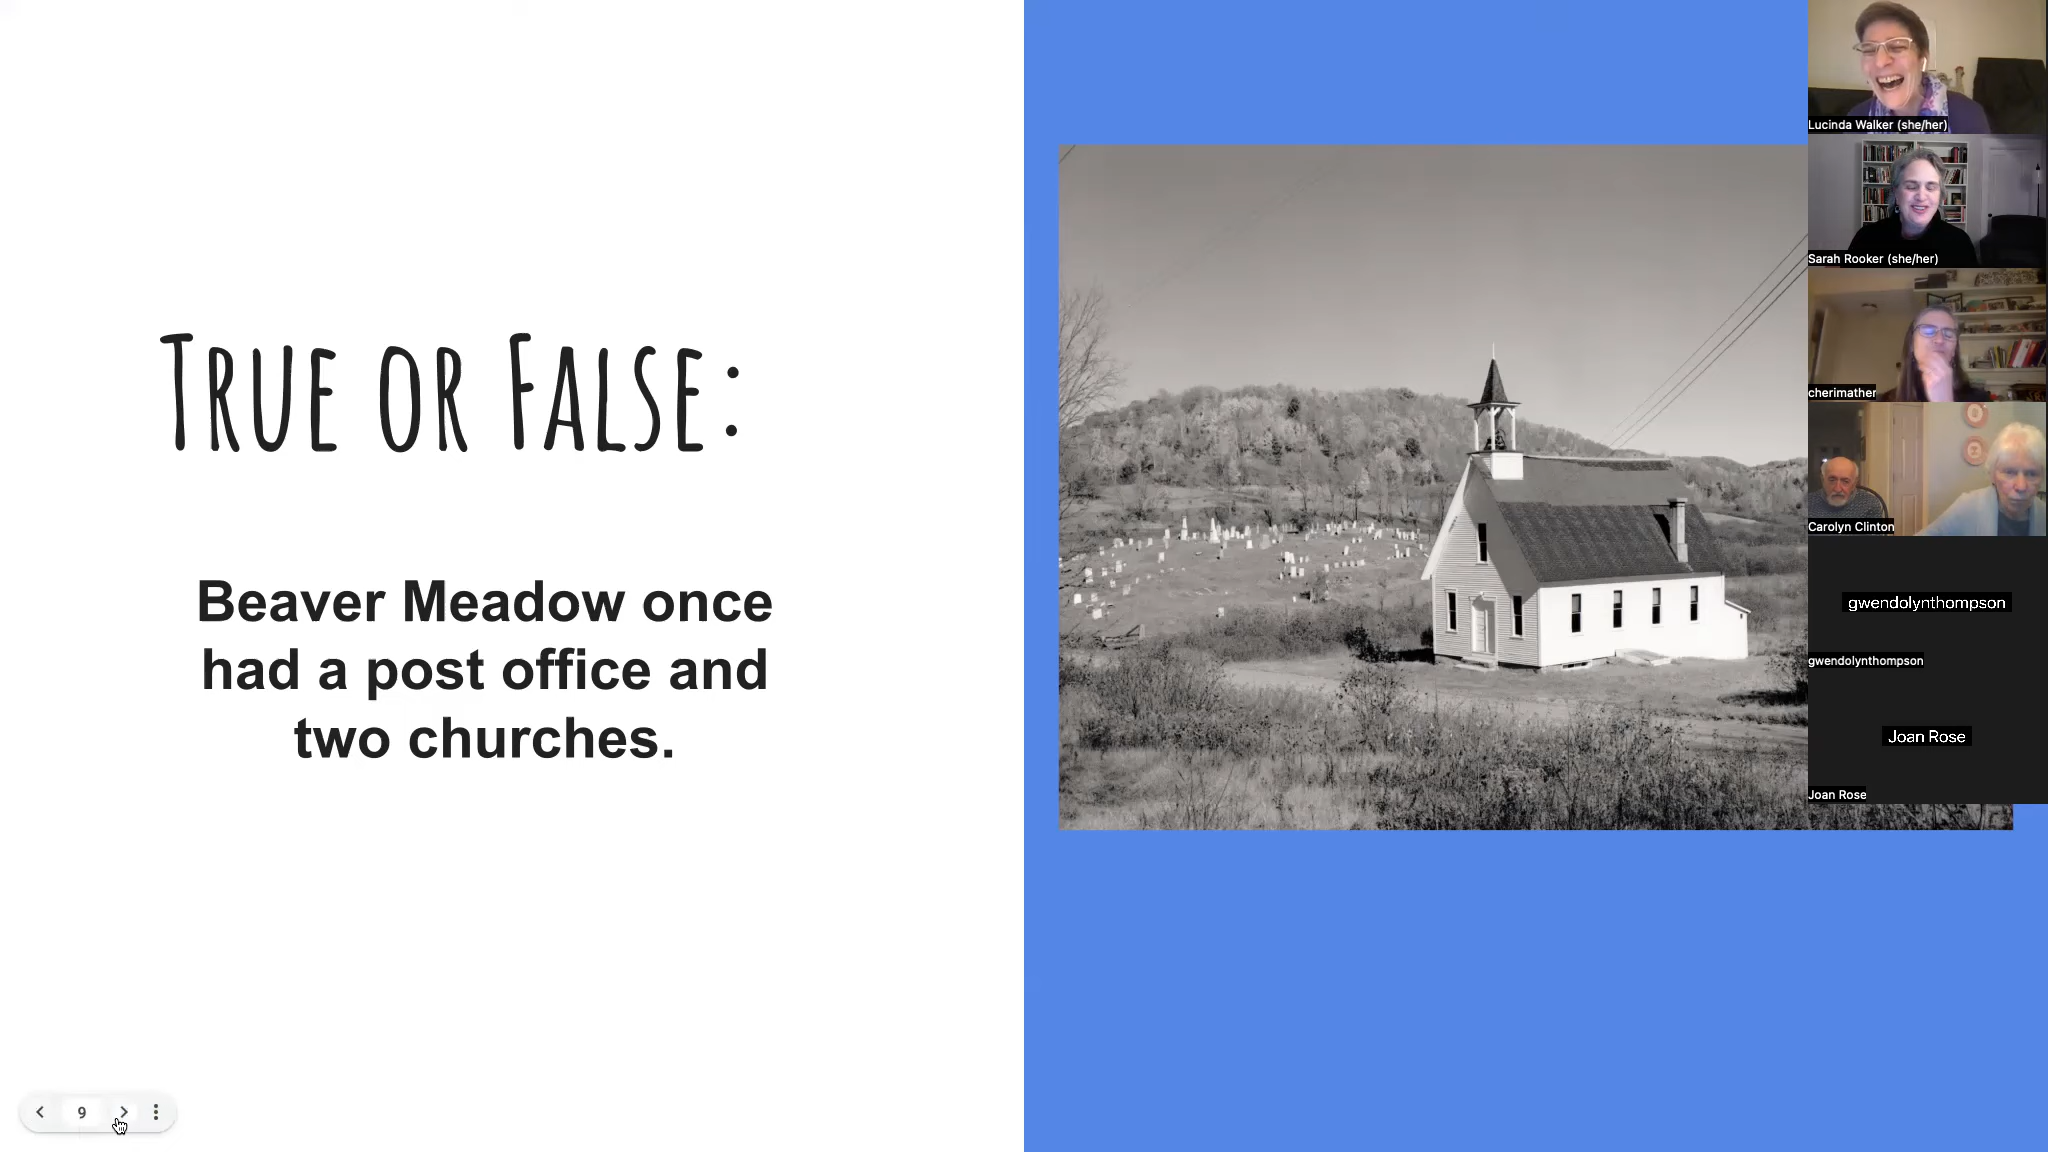 True or False:
Beaver Meadow once
had a post office and
two churches.
9
Lucinda Walker (she/her)
Sarah Rooker (she/her)
cherimather
Carolyn Clinton
gwendolynthompson
gwendolynthompson
Joan Rose
Joan Rose